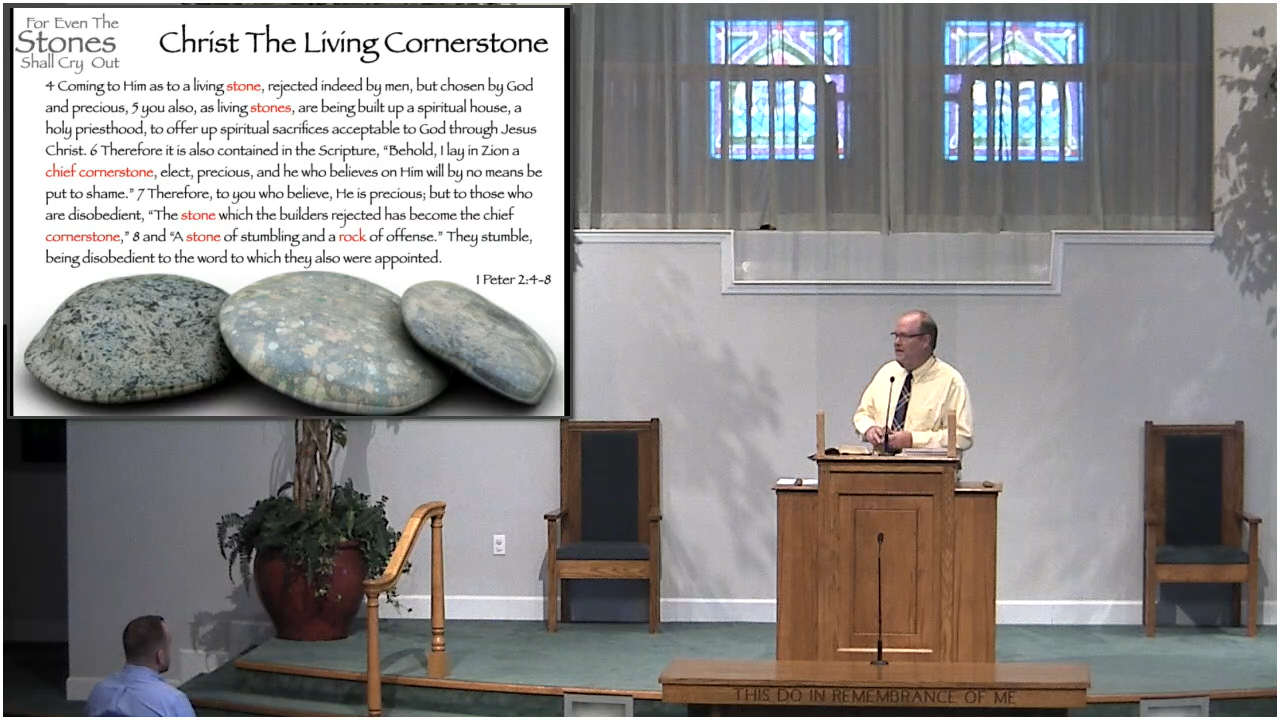 For Even The
Stones
Shall Cry Out
Christ The Living Cornerstone
4 Coming to Him as to a living stone, rejected indeed by men, but chosen by God
and precious, 5 you also, as living stones, are being built up a spiritual house, a
holy priesthood, to offer up spiritual sacrifices acceptable to God through Jesus
Christ. 6 Therefore it is also contained in the Scripture, “Behold, I lay in Zion a
chief cornerstone, elect, precious, and he who believes on Him will by no means be
put to shame.” 7 Therefore, to you who believe, He is precious; but to those who
are disobedient, “The stone which the builders rejected has become the chief
cornerstone,” 8 and “A stone of stumbling and a rock of offense.” They stumble,
being disobedient to the word to which they also were appointed.
1 Peter 2:4-8
THIS DO IN REMEMBRANCE OF ME